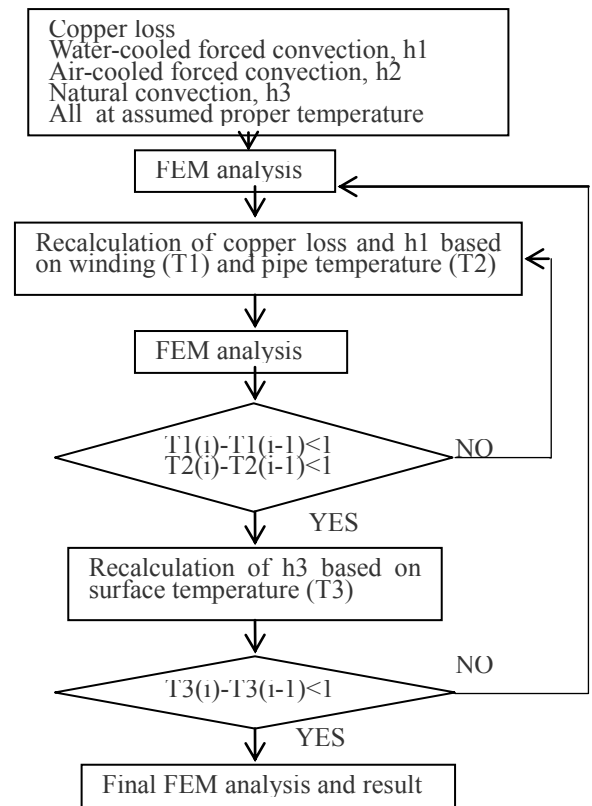 Copper loss
Water-cooled forced convection, h1
Air-cooled forced convection, h2
Natural convection, h3
All at assumed proper temperature
FEM analysis
Recalculation of copper loss and h1 based
on winding (T1) and pipe temperature (T2)
FEM analysis
T1(i)-T1(i-1)<1
T2(i)-T2(i-1)<1
NO
YES
Recalculation of h3 based on
surface temperature (T3)
NO
T3(i)-T3(i-1)<1
YES
Final FEM analysis and result